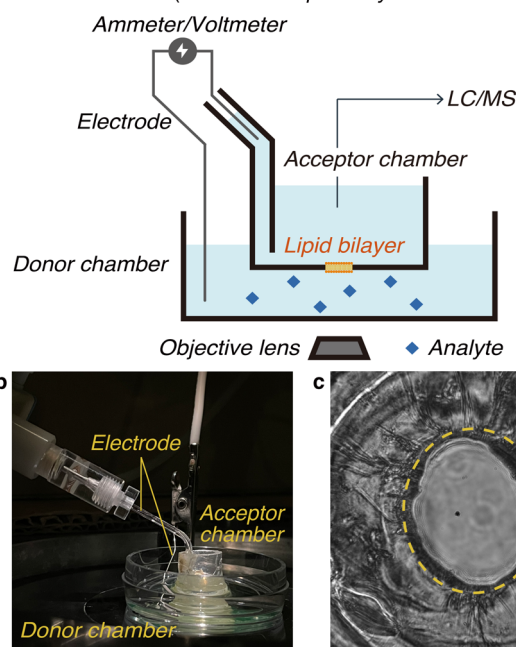 Ammeter/Voltmeter
Electrode
LC/MS
Acceptor chamber
Lipid bilayer
Donor chamber
Objective lens
Analyte
b
Electrode
Acceptor
chamber
Donor chamber
c